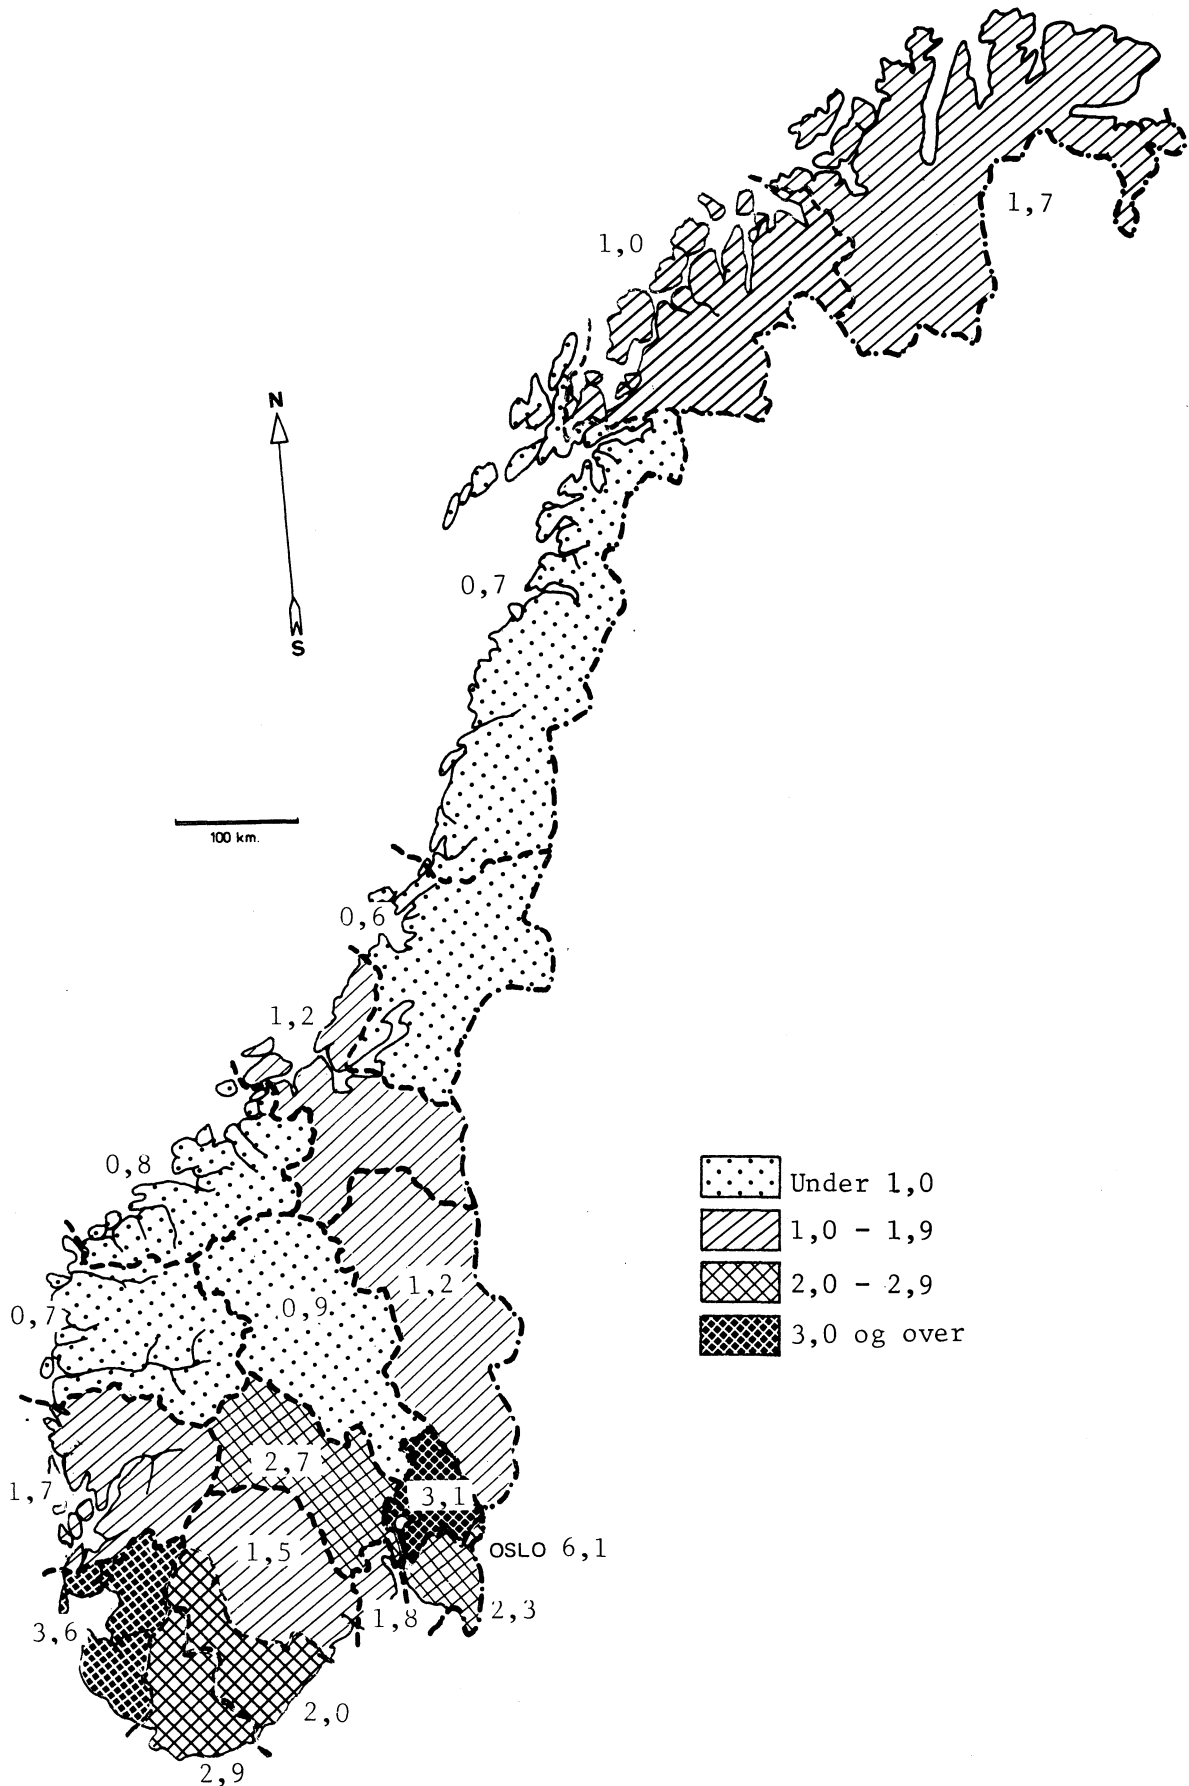 1,7
1,0
N
0,7
S
100 km.
0,6
1,2
0,8
Under 1,0
1,0 - 1,9
2,0 - 2,9
3,0 og over
1,2
0,9
0,7
2,7
1,7
3,1
1,5
OSLO 6,1
1,8
2,3
3,6
2,0
2,9